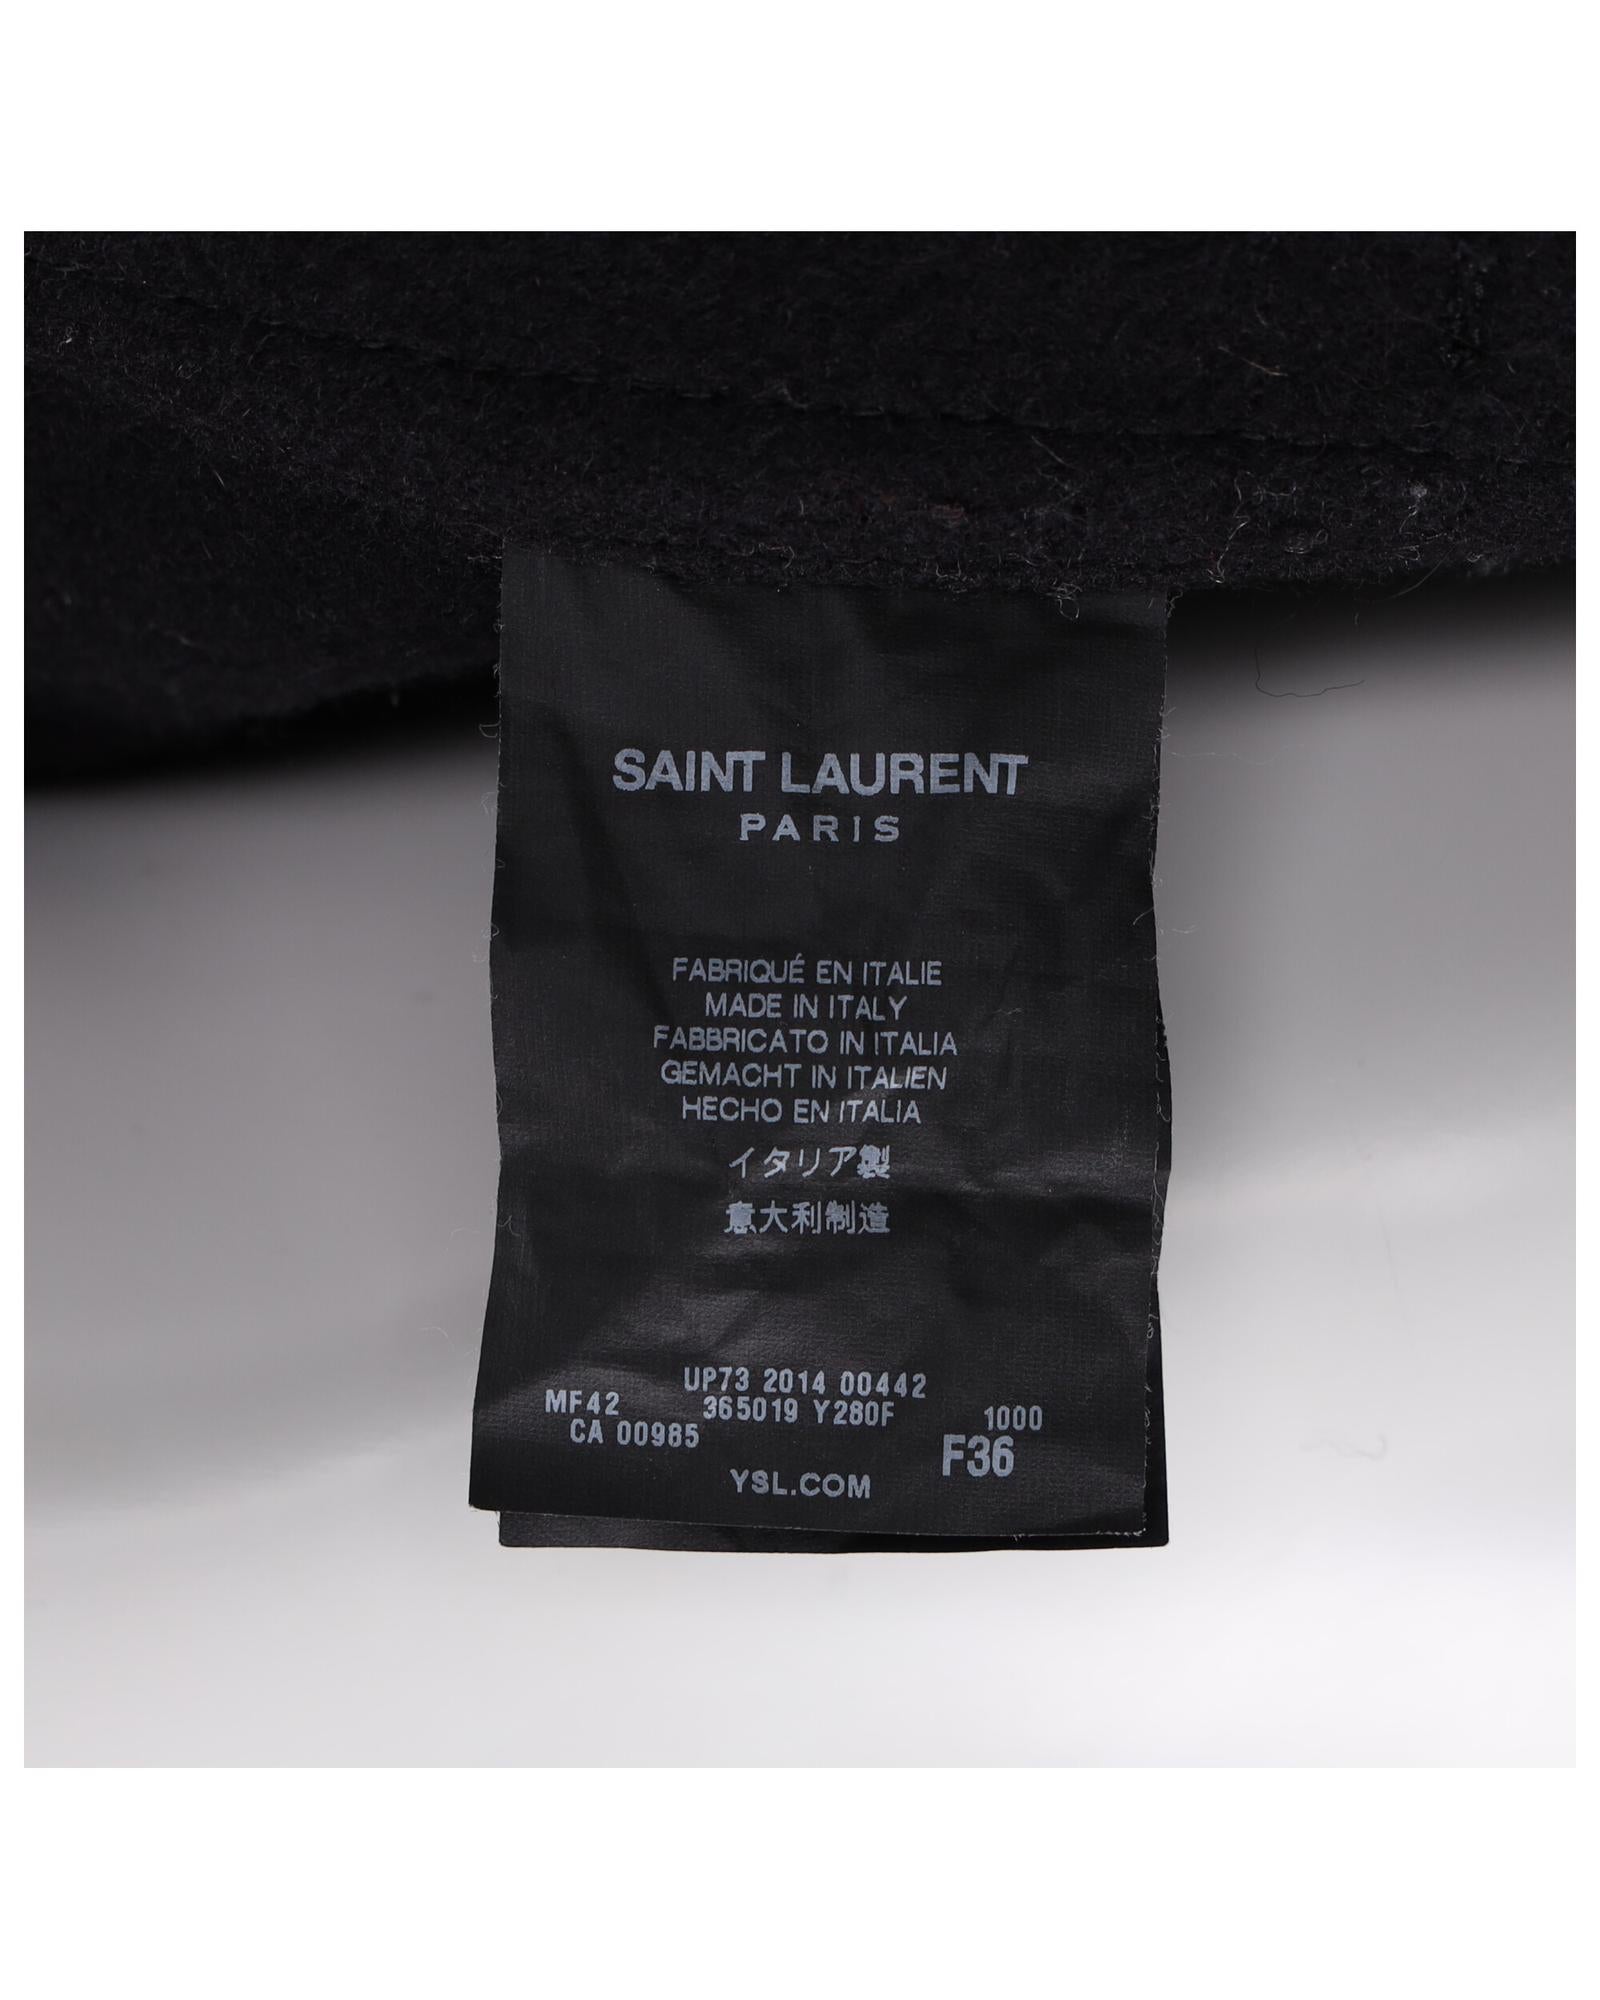 SAINT LAURENT
PARIS
FABRIQUÉ EN ITALIE
MADE IN ITALY
FABBRICATO IN ITALIA
GEMACHT IN ITALIEN
HECHO EN ITALIA
イタリア製
意大利制造
UP73 2014 00442
MF42 365019 Y280F 1000
CA 00985 F36
YSL.COM